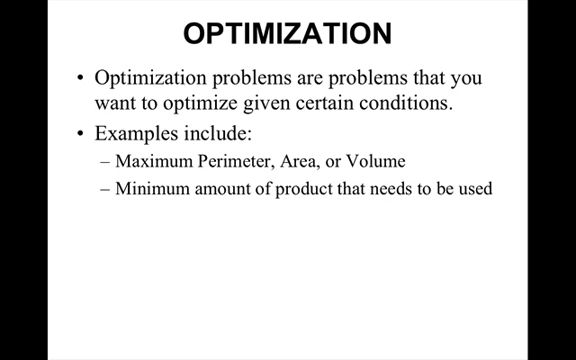 OPTIMIZATION
• Optimization problems are problems that you
want to optimize given certain conditions.
• Examples include:
– Maximum Perimeter, Area, or Volume
– Minimum amount of product that needs to be used